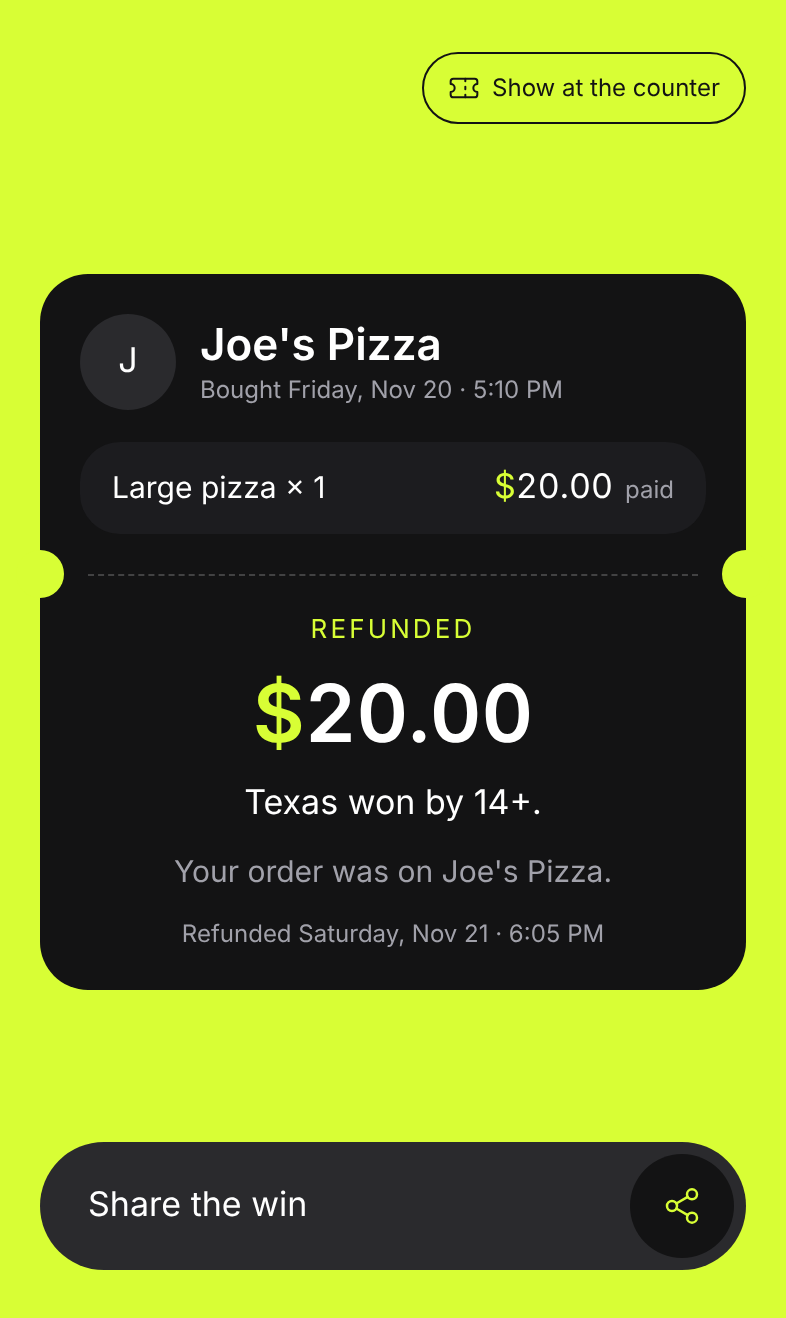 Show at the counter
J
Joe's Pizza
Bought Friday, Nov 20 · 5:10 PM
Large pizza × 1 $20.00 paid
REFUNDED
$20.00
Texas won by 14+.
Your order was on Joe's Pizza.
Refunded Saturday, Nov 21 · 6:05 PM
Share the win